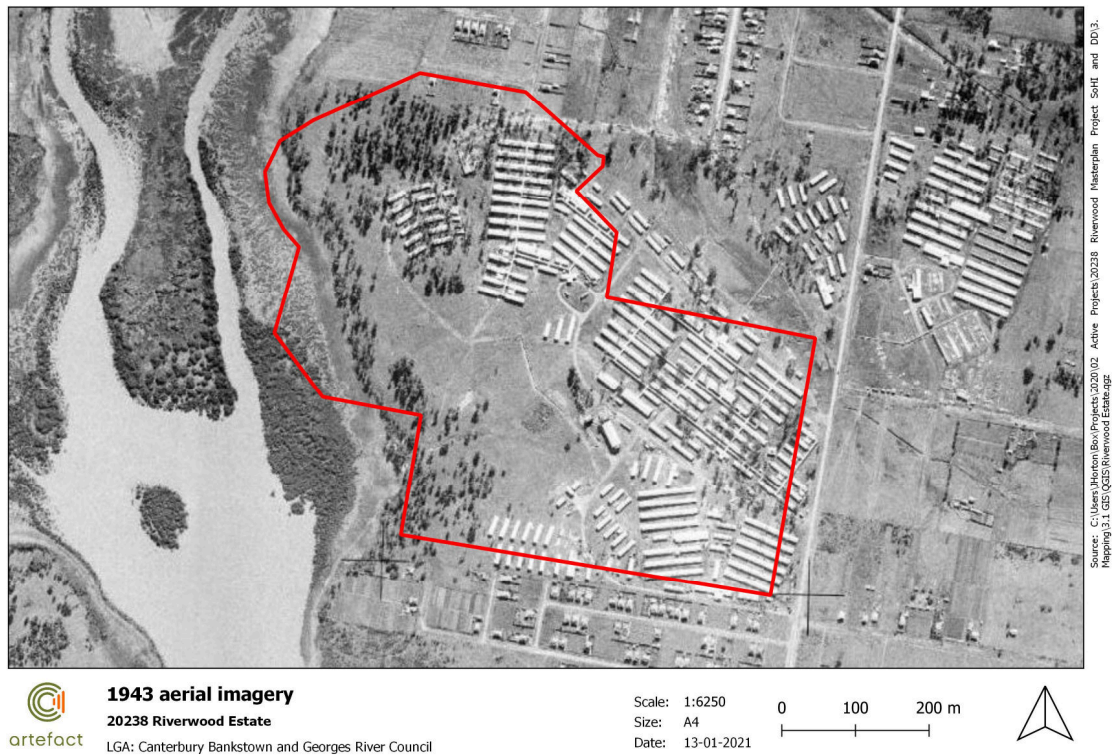 Source: C:\Users\JHorton\Box\Projects\2020\02 Active Projects\20238 Riverwood Masterplan Project SoHI and DD\3.
Mapping\3.1 GIS\QGIS\Riverwood Estate.qgz
artefact
1943 aerial imagery
20238 Riverwood Estate
LGA: Canterbury Bankstown and Georges River Council
Scale: 1:6250
Size: A4
Date: 13-01-2021
0 100 200 m